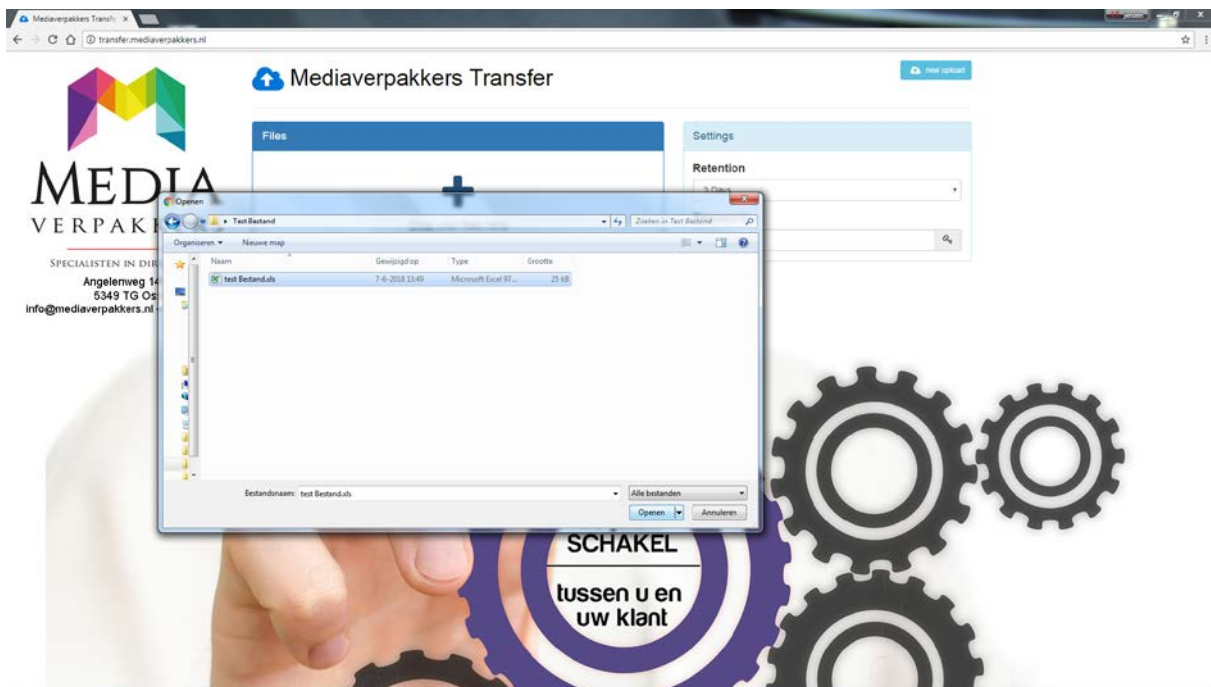 Mediaverpakkers Transf
transfer.mediaverpakkers.nl
Mediaverpakkers Transfer
new upload
Files
Settings
Retention
3 Days
MEDIA
VERPAK
SPECIALISTEN IN DIR
Angelenweg 14
5349 TG Os
info@mediaverpakkers.nl
Openen
Test Bestand
Zoeken in Test Bestand
Organiseren
Nieuwe map
Naam
Gewijzigd op
Type
Grootte
test Bestand.xls
7-6-2018 13:49
Microsoft Excel 97...
25 kB
Bestandsnaam:
test Bestand.xls
Alle bestanden
Openen
Annuleren
SCHAKEL
tussen u en
uw klant